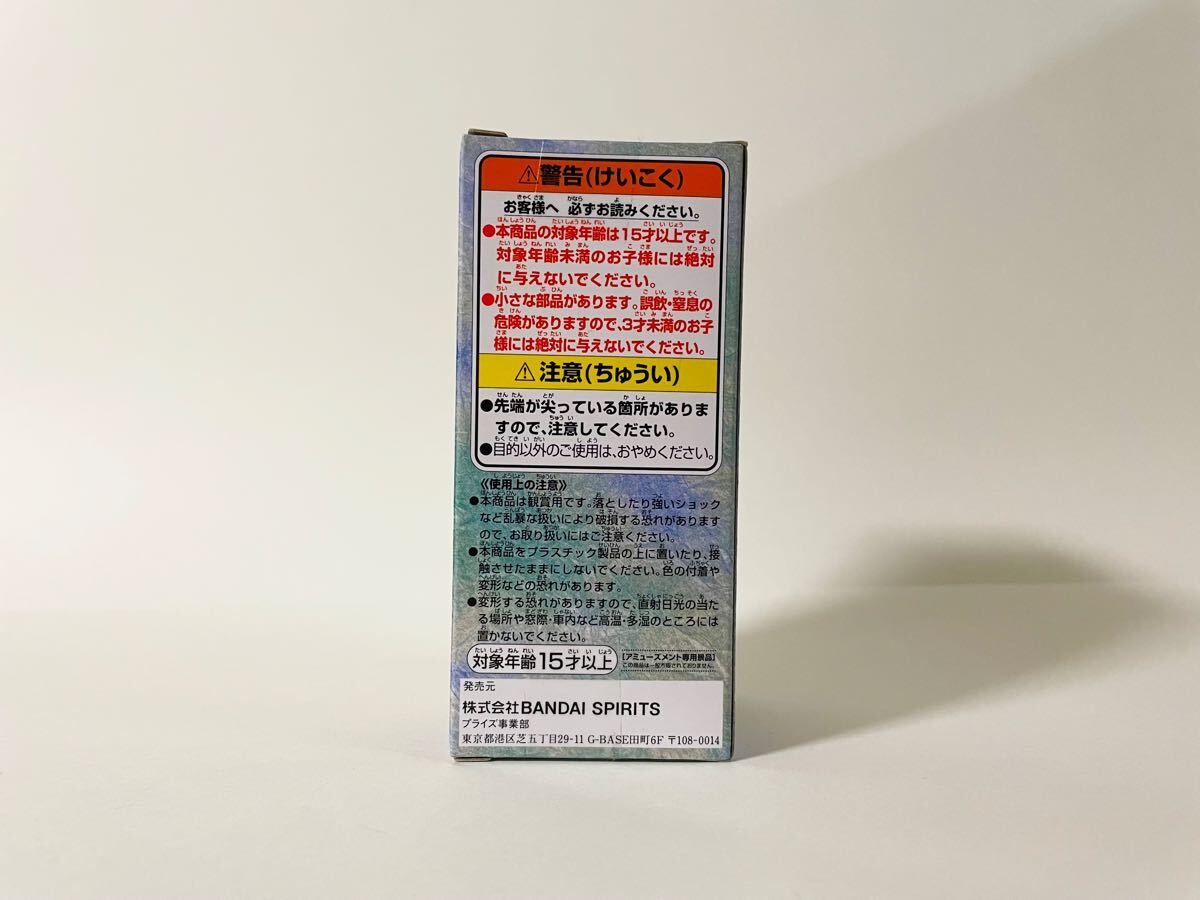 ⚠警告(けいこく)
お客様へ 必ずお読みください。
●本商品の対象年齢は15才以上です。
対象年齢未満のお子様には絶対
に与えないでください。
●小さな部品があります。誤飲・窒息の
危険がありますので、3才未満のお子
様には絶対に与えないでください。
⚠注意(ちゅうい)
●先端が尖っている箇所がありま
すので、注意してください。
●目的以外のご使用は、おやめください。
《使用上の注意》
●本商品は観賞用です。落としたり強いショック
など乱暴な扱いにより破損する恐れがあります
ので、お取り扱いにはご注意ください。
●本商品をプラスチック製品の上に置いたり、接
触させたままにしないでください。色の付着や
変形などの恐れがあります。
●変形する恐れがありますので、直射日光の当た
る場所や窓際・車内など高温・多湿のところには
置かないでください。
対象年齢15才以上
[アミューズメント専用景品]
この商品は一般市販されておりません。
発売元
株式会社BANDAI SPIRITS
プライズ事業部
東京都港区芝五丁目29-11 G-BASE田町6F 〒108-0014